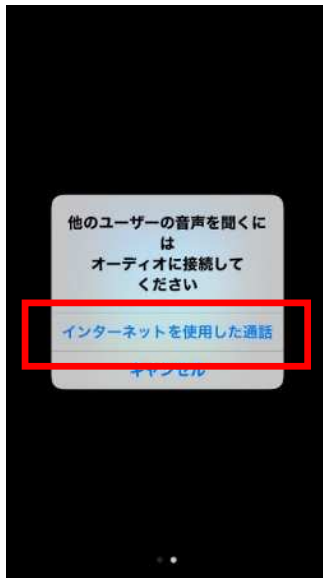 他のユーザーの音声を聞くに
は
オーディオに接続して
ください
インターネットを使用した通話
キャンセル